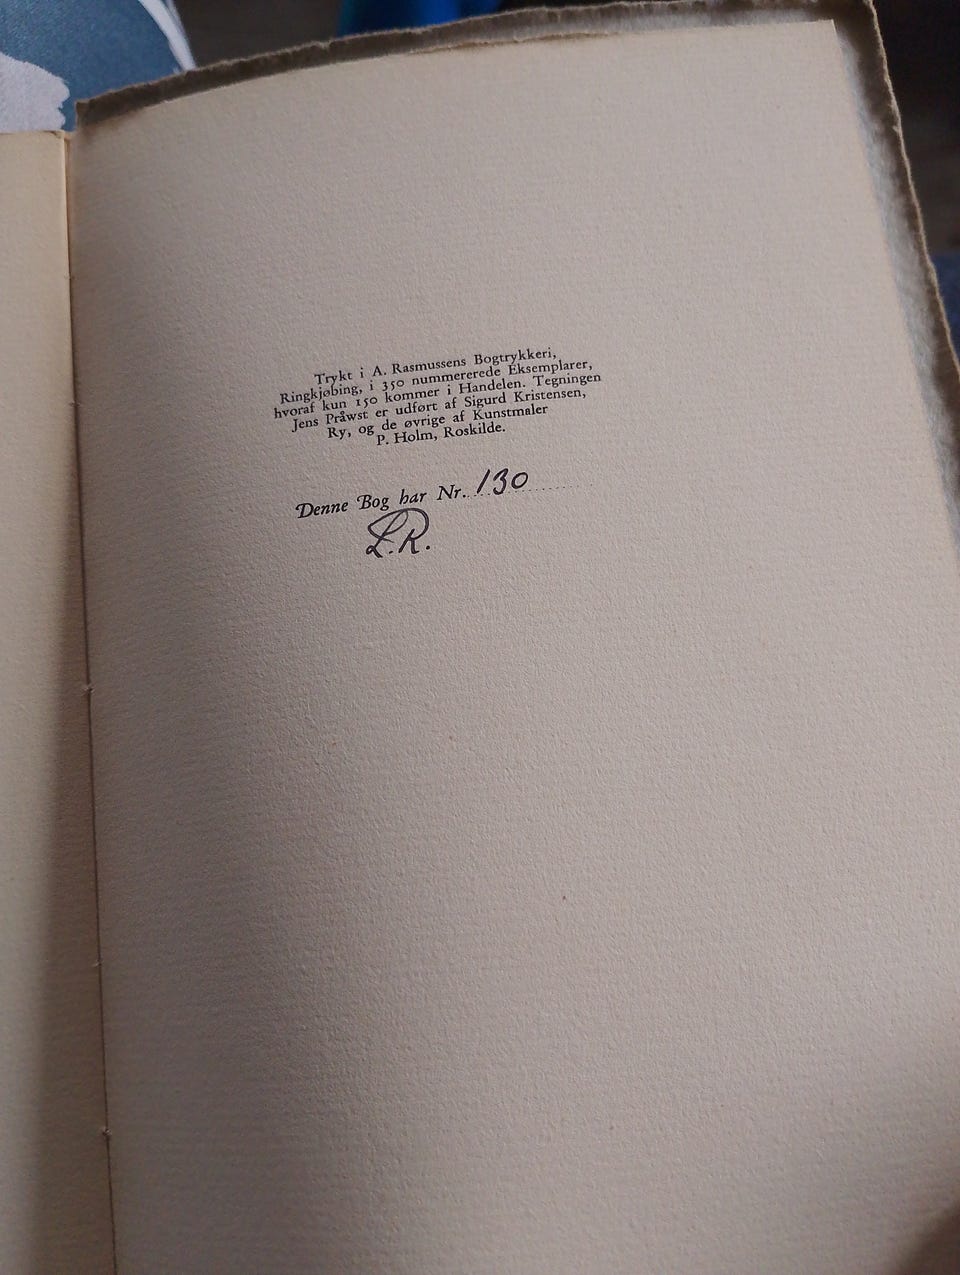 Trykt i A. Rasmussens Bogtrykkeri,
Ringkjøbing, i 350 nummererede Eksemplarer,
hvoraf kun 150 kommer i Handelen. Tegningen
Jens Pråwst er udført af Sigurd Kristensen,
Ry, og de øvrige af Kunstmaler
P. Holm, Roskilde.
Denne Bog har Nr. 130
L.R.